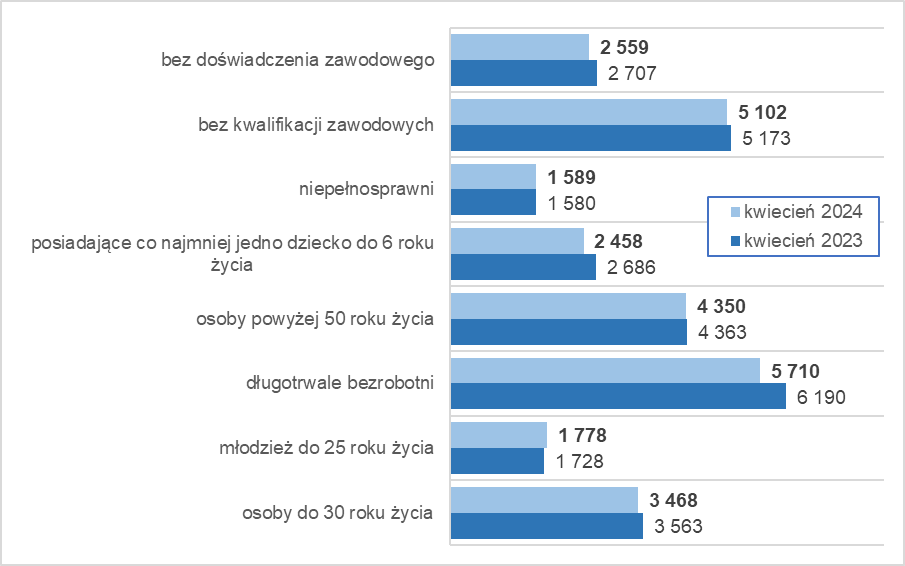 bez doświadczenia zawodowego
2 559
2 707
bez kwalifikacji zawodowych
5 102
5 173
niepełnosprawni
1 589
1 580
posiadające co najmniej jedno dziecko do 6 roku
życia
2 458
2 686
osoby powyżej 50 roku życia
4 350
4 363
długotrwale bezrobotni
5 710
6 190
młodzież do 25 roku życia
1 778
1 728
osoby do 30 roku życia
3 468
3 563
kwiecień 2024
kwiecień 2023